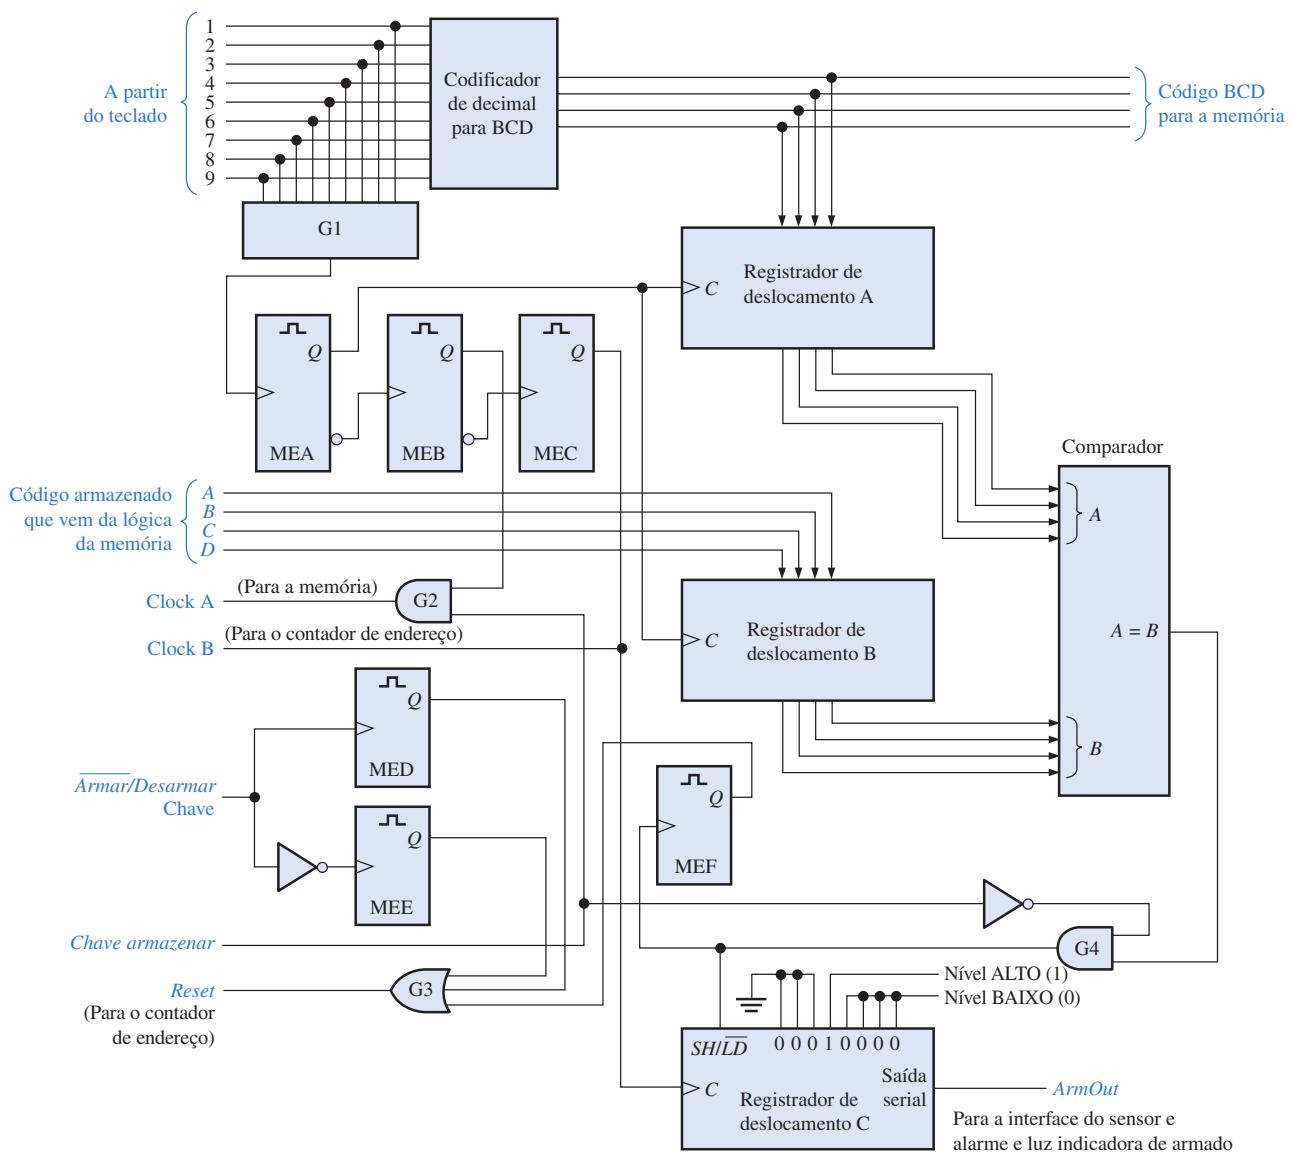 A partir
do teclado
1
2
3
4
5
6
7
8
9
Codificador
de decimal
para BCD
Código BCD
para a memória
G1
Registrador de
deslocamento A
C
Q
MEA
Q
MEB
Q
MEC
Comparador
A
A = B
B
Código armazenado
que vem da lógica
da memória
A
B
C
D
Clock A
(Para a memória)
G2
Clock B
(Para o contador de endereço)
C
Registrador de
deslocamento B
Q
MED
Armar/Desarmar
Chave
Q
MEE
Q
MEF
Chave armazenar
G4
Reset
(Para o contador
de endereço)
G3
Nível ALTO (1)
Nível BAIXO (0)
SH/LD
0 0 0 1 0 0 0 0
C
Saída
serial
Registrador de
deslocamento C
ArmOut
Para a interface do sensor e
alarme e luz indicadora de armado